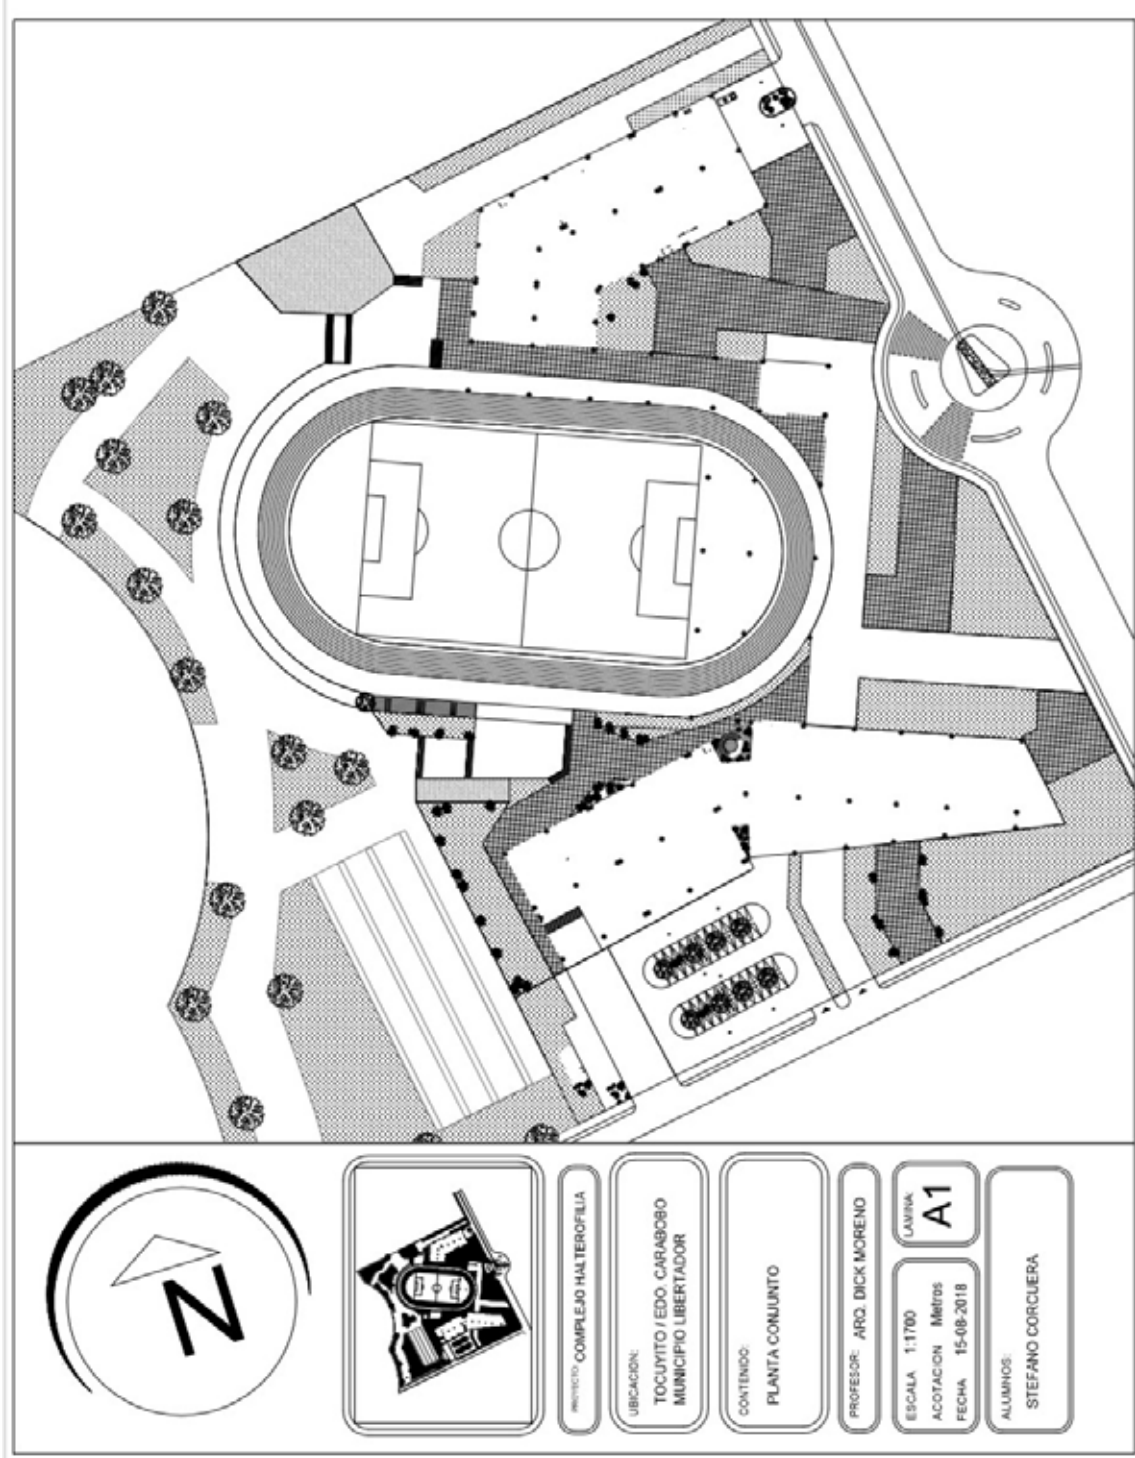 N
PROYECTO: COMPLEJO HALTEROFILIA
UBICACION:
TOCUYITO / EDO. CARABOBO
MUNICIPIO LIBERTADOR
CONTENIDO:
PLANTA CONJUNTO
PROFESOR: ARQ. DICK MORENO
LAMINA:
A1
ESCALA 1:1700
ACOTACION Metros
FECHA 15-08-2018
ALUMNOS:
STEFANO CORCUERA